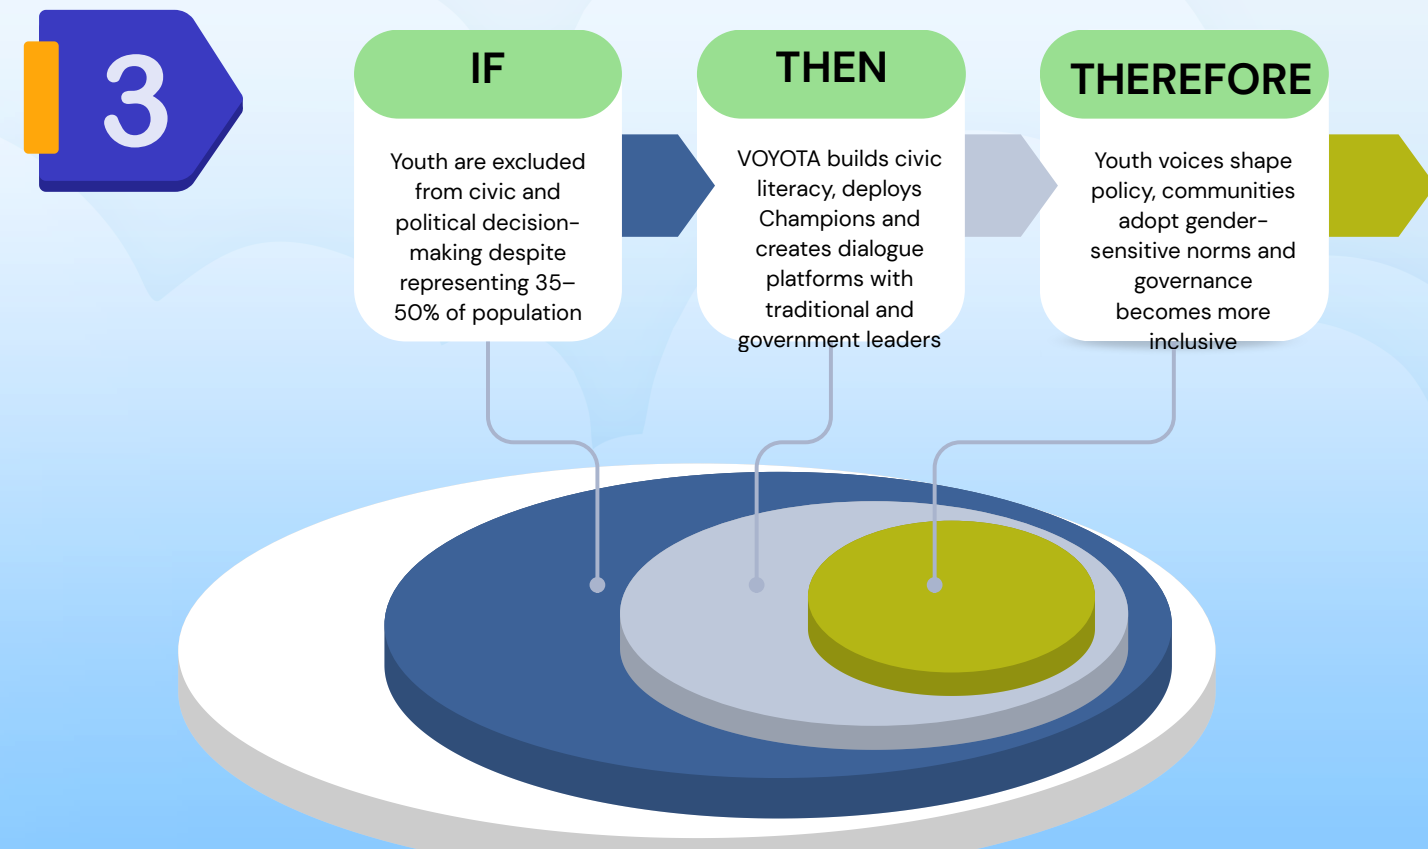 3
IF
Youth are excluded
from civic and
political decision-
making despite
representing 35–
50% of population
THEN
VOYOTA builds civic
literacy, deploys
Champions and
creates dialogue
platforms with
traditional and
government leaders
THEREFORE
Youth voices shape
policy, communities
adopt gender-
sensitive norms and
governance
becomes more
inclusive